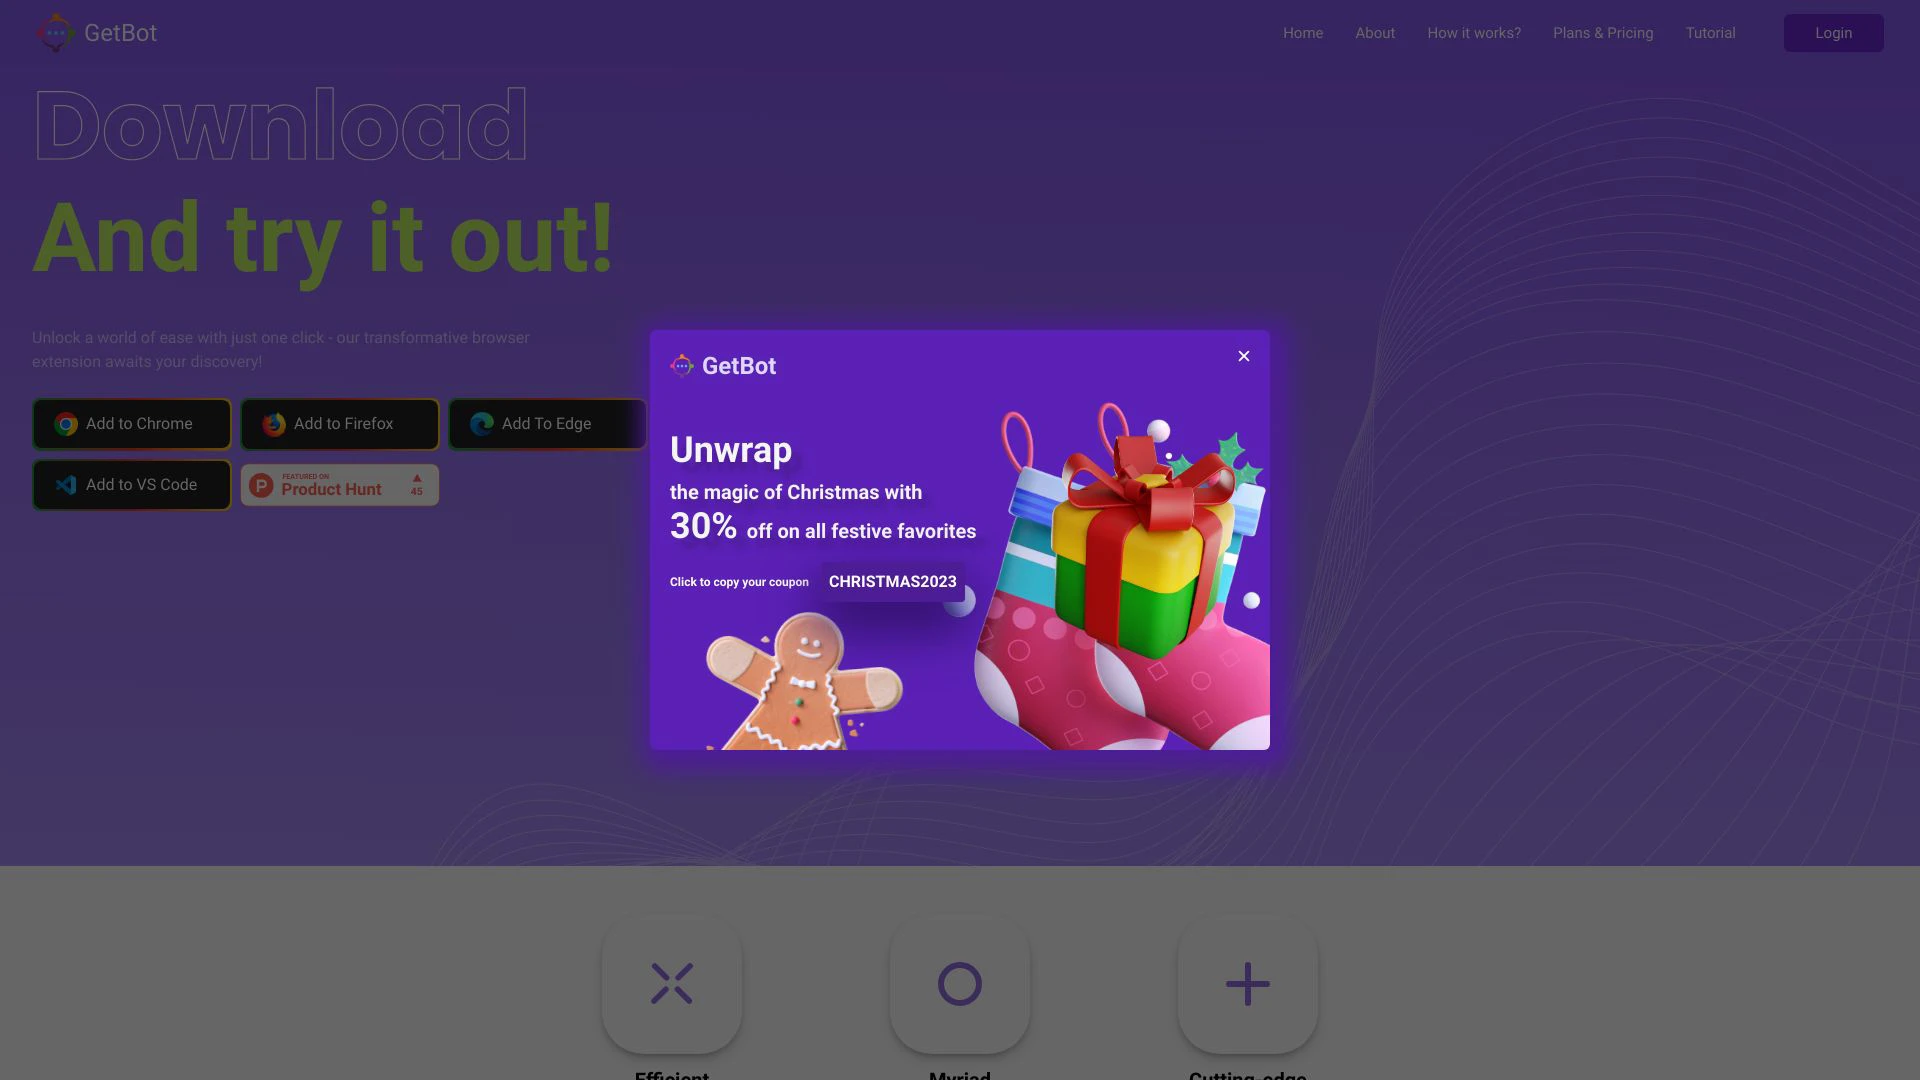 GetBot
Home
About
How it works?
Plans & Pricing
Tutorial
Login
Download
And try it out!
Unlock a world of ease with just one click - our transformative browser
extension awaits your discovery!
Add to Chrome
Add to Firefox
Add To Edge
Add to VS Code
FEATURED ON
Product Hunt
45
GetBot
Unwrap
the magic of Christmas with
30% off on all festive favorites
Click to copy your coupon
CHRISTMAS2023
Efficient
Myriad
Cutting-edge